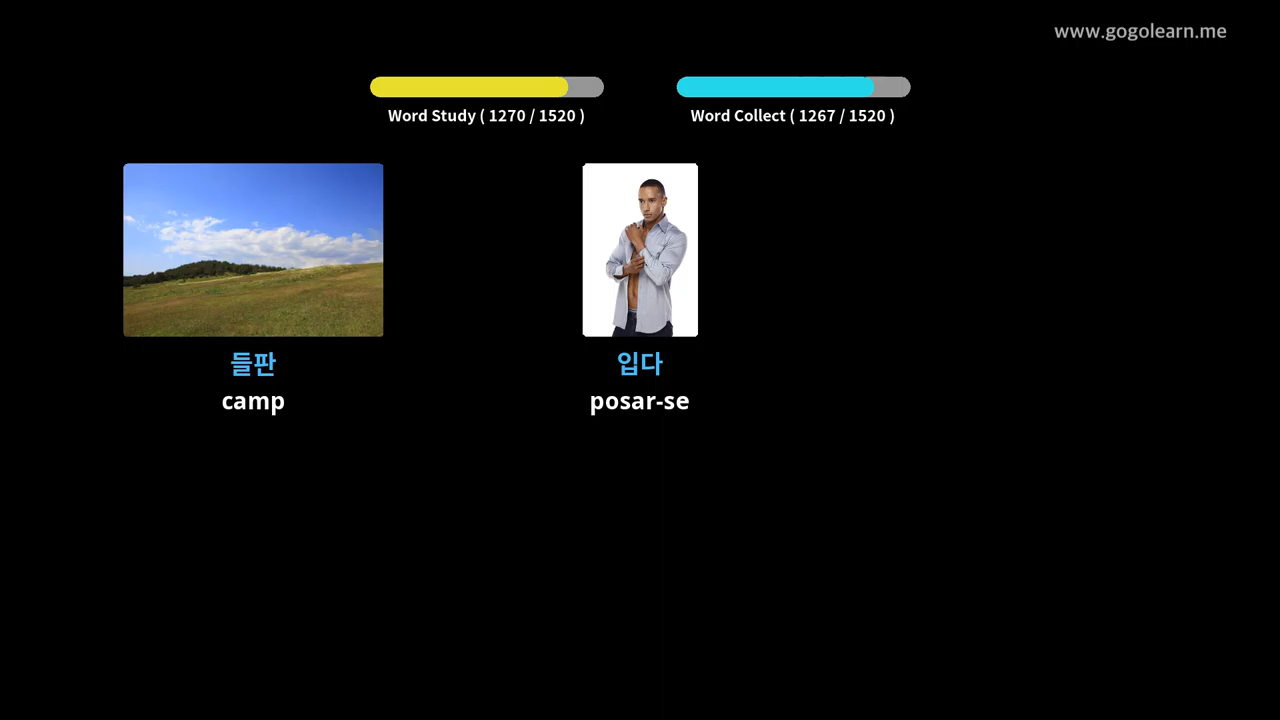 www.gogolearn.me
Word Study ( 1270 / 1520 )
Word Collect ( 1267 / 1520 )
들판
camp
입다
posar-se